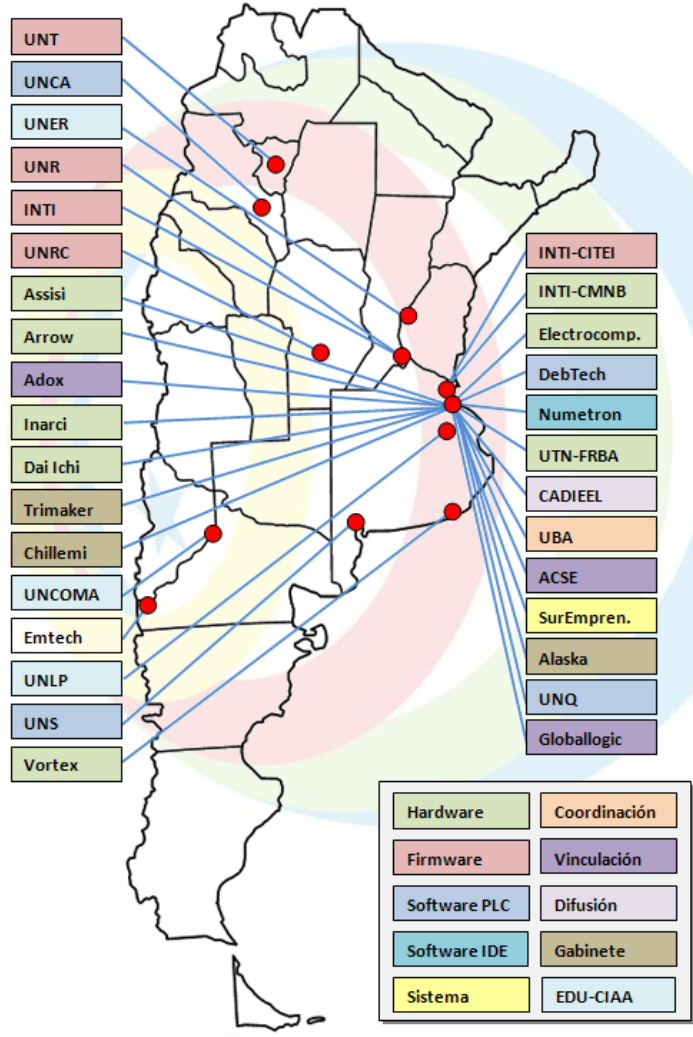 UNT
UNCA
UNER
UNR
INTI
UNRC
Assisi
Arrow
Adox
Inarci
Dai Ichi
Trimaker
Chillemi
UNCOMA
Emtech
UNLP
UNS
Vortex
INTI-CITEI
INTI-CMNB
Electrocomp.
DebTech
Numetron
UTN-FRBA
CADIEEL
UBA
ACSE
SurEmpren.
Alaska
UNQ
Globallogic
Hardware
Coordinación
Firmware
Vinculación
Software PLC
Difusión
Software IDE
Gabinete
Sistema
EDU-CIAA